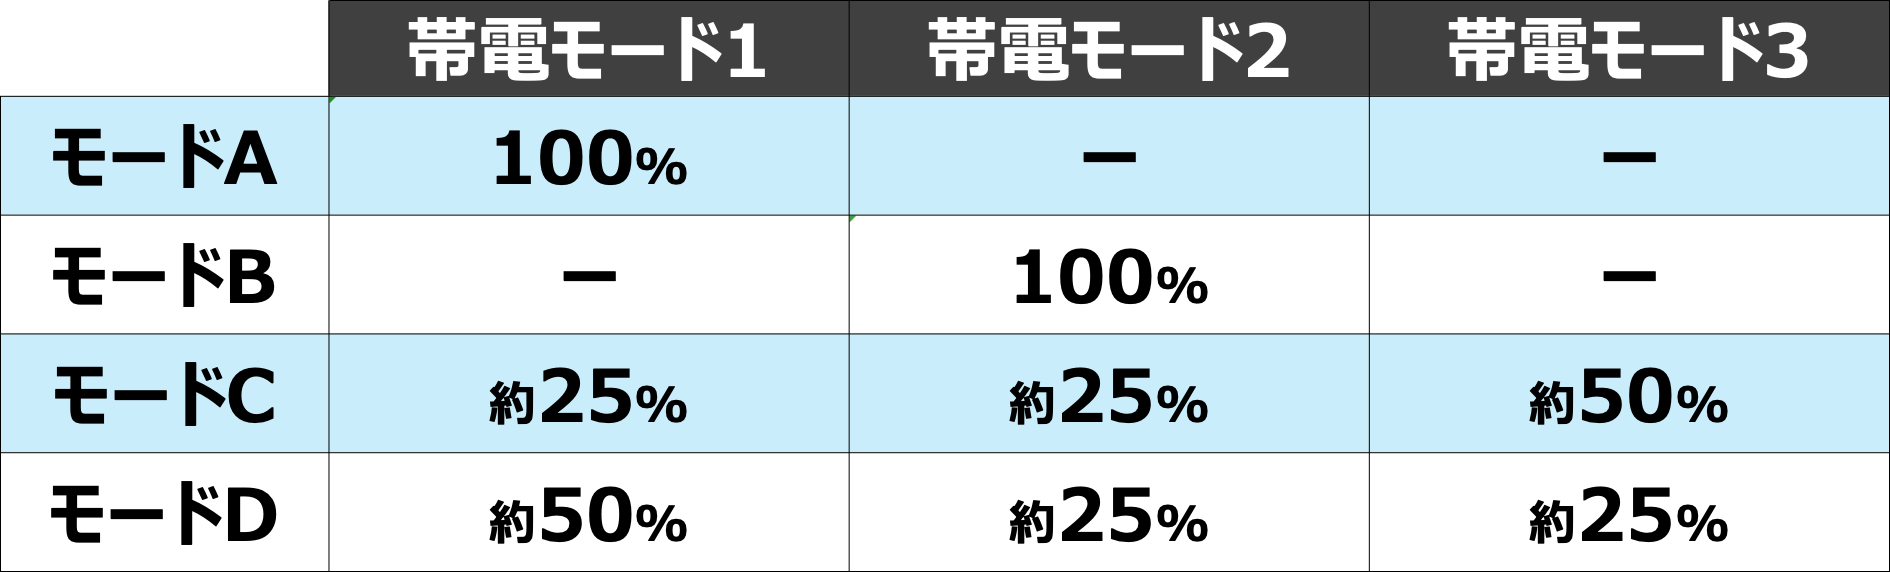 帯電モード1 帯電モード2 帯電モード3
モードA 100% ー ー
モードB ー 100% ー
モードC 約25% 約25% 約50%
モードD 約50% 約25% 約25%